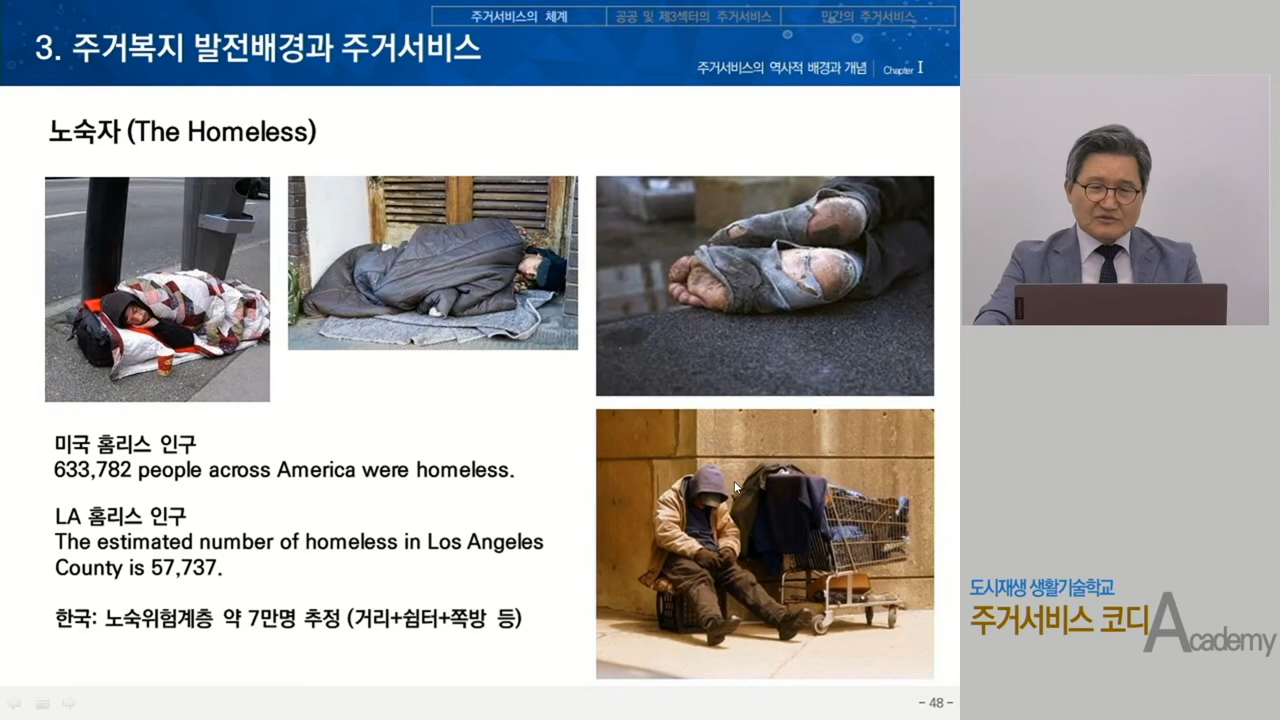 주거서비스의 체계
공공 및 제3섹터의 주거서비스
민간의 주거서비스
3. 주거복지 발전배경과 주거서비스
주거서비스의 역사적 배경과 개념
Chapter I
노숙자 (The Homeless)
미국 홈리스 인구
633,782 people across America were homeless.
LA 홈리스 인구
The estimated number of homeless in Los Angeles
County is 57,737.
한국: 노숙위험계층 약 7만명 추정 (거리+쉼터+쪽방 등)
- 48 -
도시재생 생활기술학교
주거서비스 코디 Academy